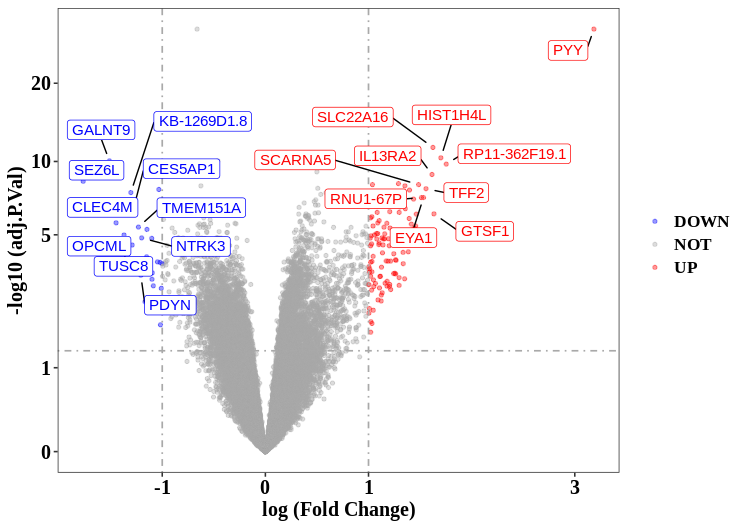 PYY
20
SLC22A16
HIST1H4L
KB-1269D1.8
GALNT9
10
SCARNA5
IL13RA2
RP11-362F19.1
SEZ6L
CES5AP1
TFF2
RNU1-67P
CLEC4M
TMEM151A
DOWN
NOT
UP
5
EYA1
GTSF1
OPCML
NTRK3
TUSC8
PDYN
-log10 (adj.P.Val)
1
0
-1
0
1
3
log (Fold Change)